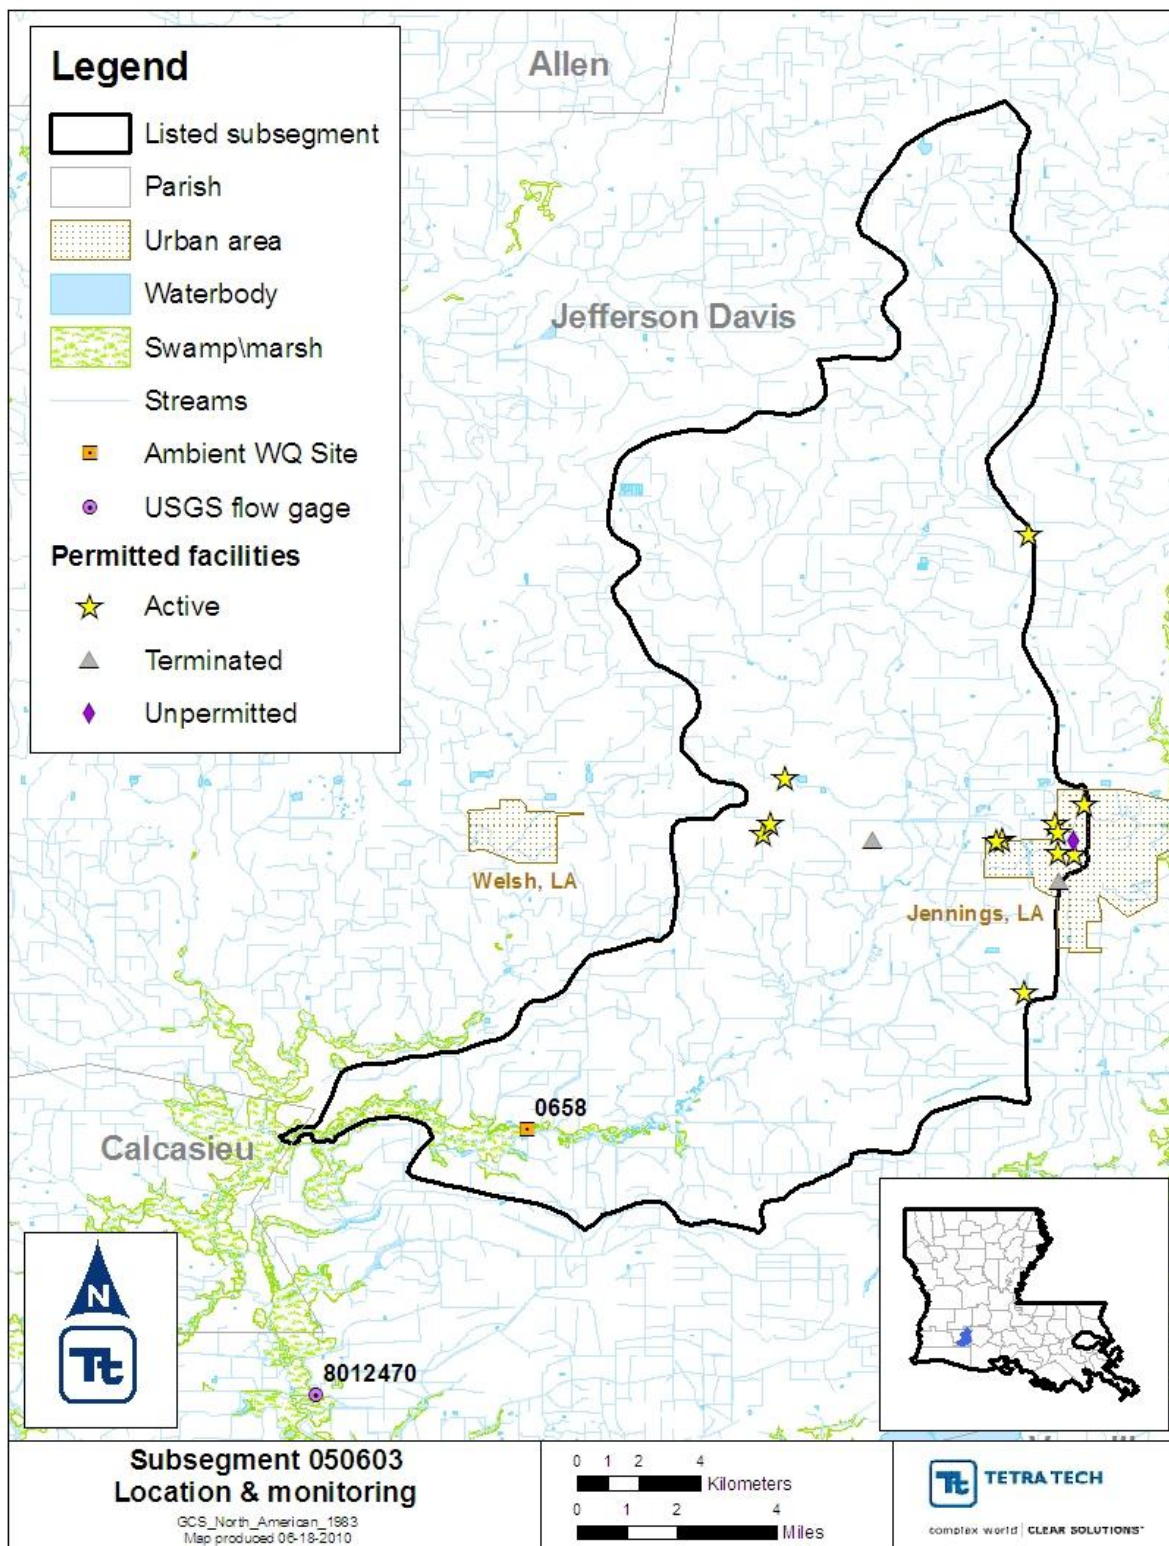 Legend
Listed subsegment
Parish
Urban area
Waterbody
Swamp\marsh
Streams
Ambient WQ Site
USGS flow gage
Permitted facilities
Active
Terminated
Unpermitted
Allen
Jefferson Davis
Welsh, LA
Jennings, LA
0658
Calcasieu
8012470
N
Tt
Subsegment 050603
Location & monitoring
GCS_North_American_1983
Map produced 06-18-2010
0 1 2 4
Kilometers
0 1 2 4
Miles
Tt TETRA TECH
complex world | CLEAR SOLUTIONS™